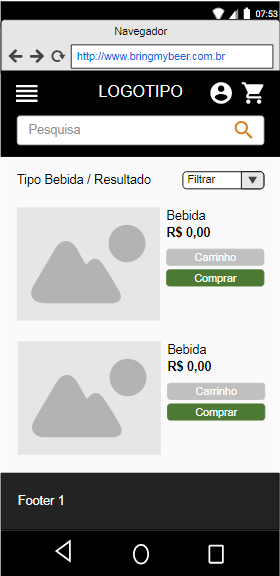 07:53
Navegador
http://www.bringmybeer.com.br
LOGOTIPO
Pesquisa
Tipo Bebida / Resultado
Filtrar
Bebida
R$ 0,00
Carrinho
Comprar
Bebida
R$ 0,00
Carrinho
Comprar
Footer 1